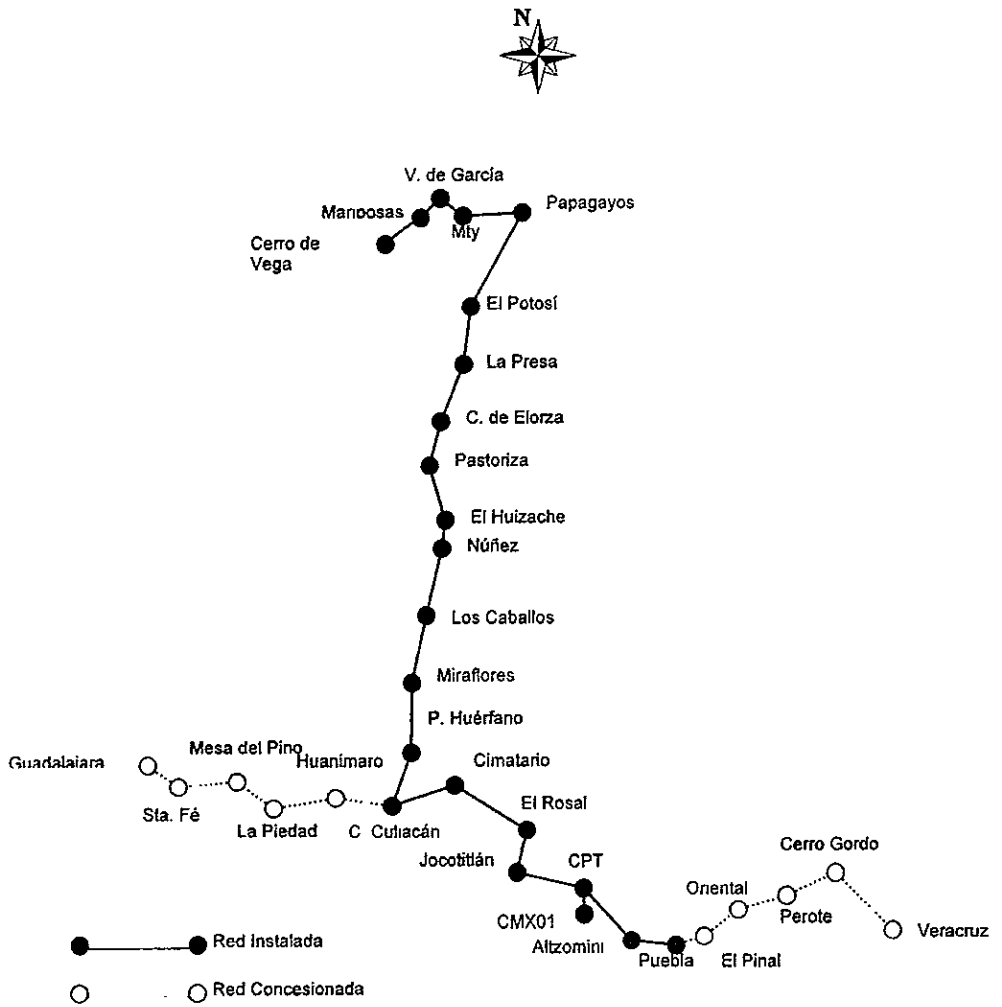 N
V. de García
Mariposas
Papagayos
Mty
Cerro de
Vega
El Potosí
La Presa
C. de Elorza
Pastoriza
El Huizache
Núñez
Los Caballos
Miraflores
P. Huérfano
Mesa del Pino
Huanímaro
Cimatario
Guadalajara
Sta. Fé
La Piedad
C Culiacán
El Rosal
Jocotitlán
CPT
Cerro Gordo
Oriental
CMX01
Perote
Altzomini
Veracruz
Puebla
El Pinal
Red Instalada
Red Concesionada